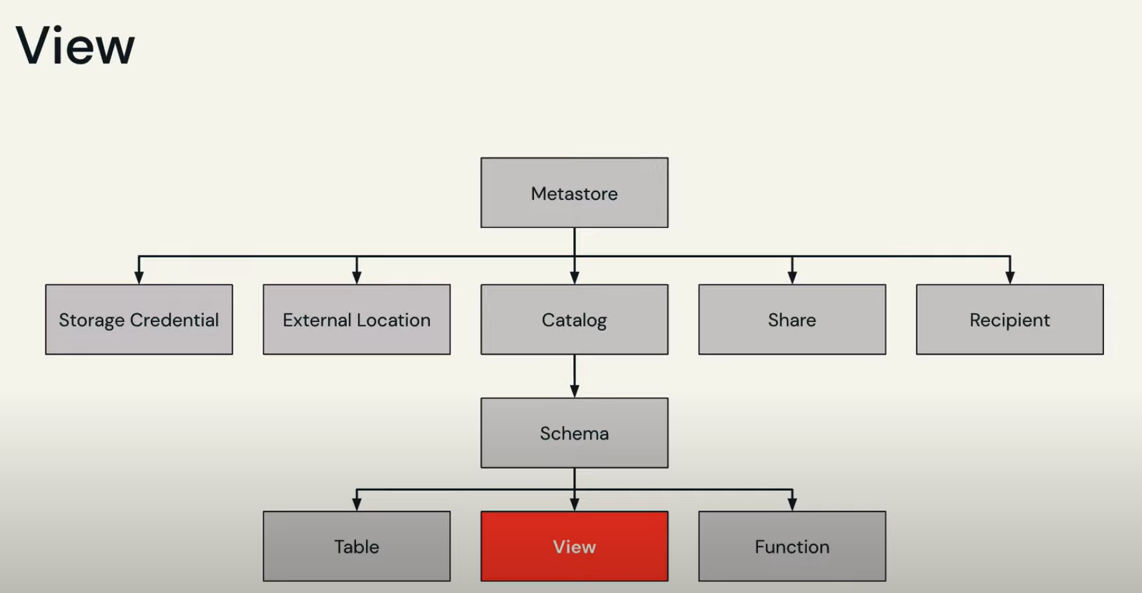 View
Metastore
Storage Credential
External Location
Catalog
Share
Recipient
Schema
Table
View
Function